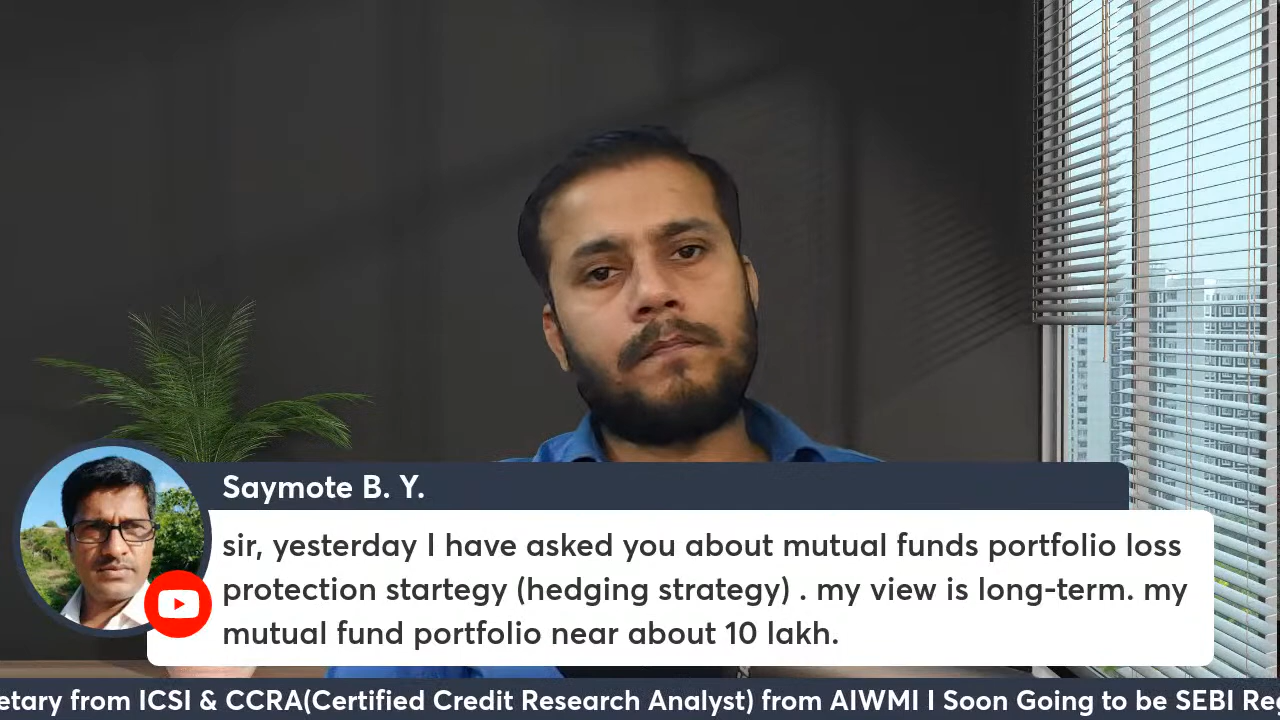 Saymote B. Y.
sir, yesterday I have asked you about mutual funds portfolio loss
protection startegy (hedging strategy) . my view is long-term. my
mutual fund portfolio near about 10 lakh.
etary from ICSI & CCRA(Certified Credit Research Analyst) from AIWMI I Soon Going to be SEBI Re